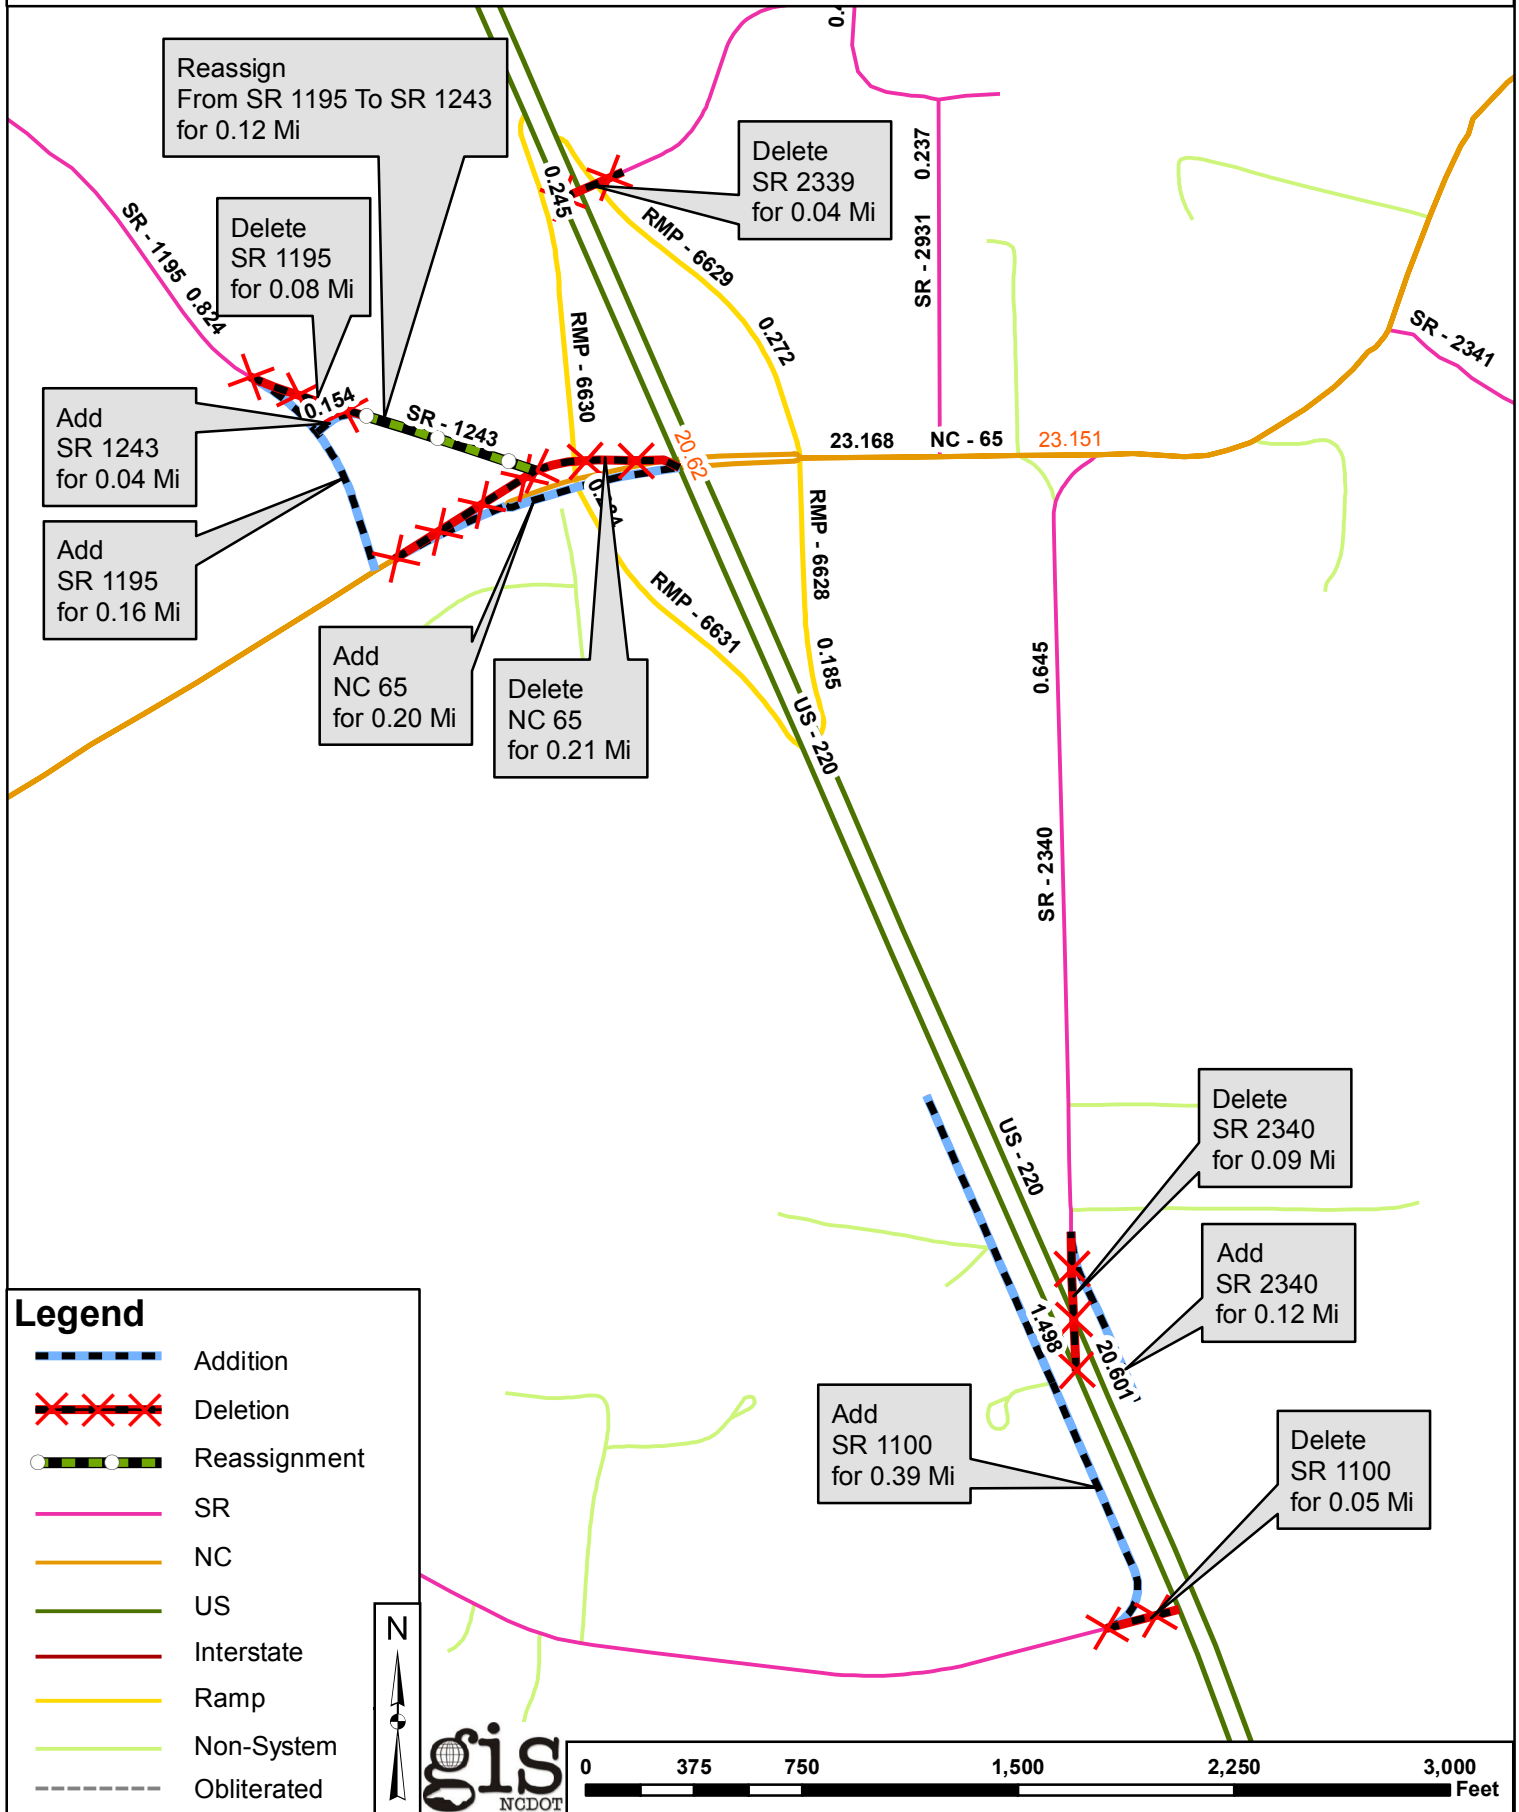 0.
Reassign
From SR 1195 To SR 1243
for 0.12 Mi
Delete
SR 2339
for 0.04 Mi
0.245
SR - 2931 0.237
RMP - 6629
Delete
SR 1195
for 0.08 Mi
SR - 1195 0.824
RMP - 6630
0.272
SR - 2341
Add
SR 1243
for 0.04 Mi
0.154
SR - 1243
20.62
23.168 NC - 65 23.151
Add
SR 1195
for 0.16 Mi
RMP - 6628
0.185
RMP - 6631
Add
NC 65
for 0.20 Mi
Delete
NC 65
for 0.21 Mi
0.645
US - 220
SR - 2340
US - 220
Delete
SR 2340
for 0.09 Mi
Add
SR 2340
for 0.12 Mi
1.498
20.601
Add
SR 1100
for 0.39 Mi
Delete
SR 1100
for 0.05 Mi
Legend
Addition
Deletion
Reassignment
SR
NC
US
Interstate
Ramp
Non-System
Obliterated
N
gis
NCDOT
0 375 750 1,500 2,250 3,000
Feet